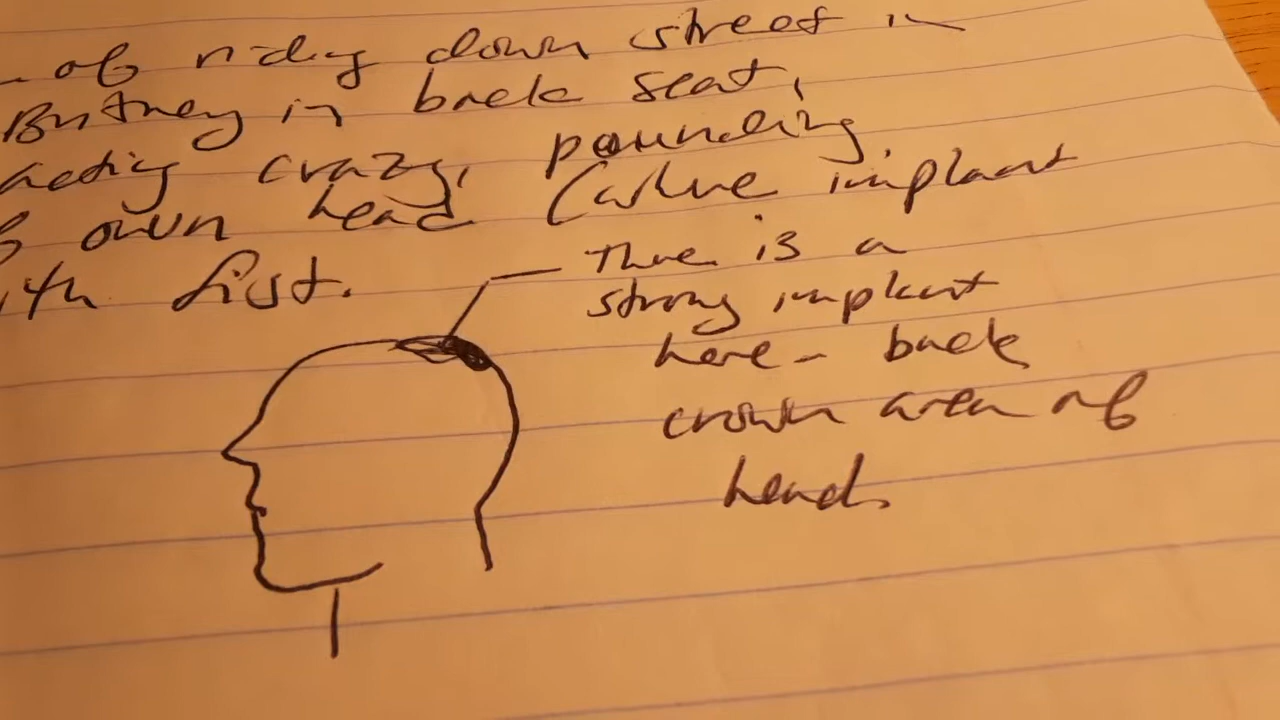 of riding down street in
Britney in back seat,
acting crazy, pounding
own head (where implant
with fist.
There is a
strong implant
here - back
crown area of
head.